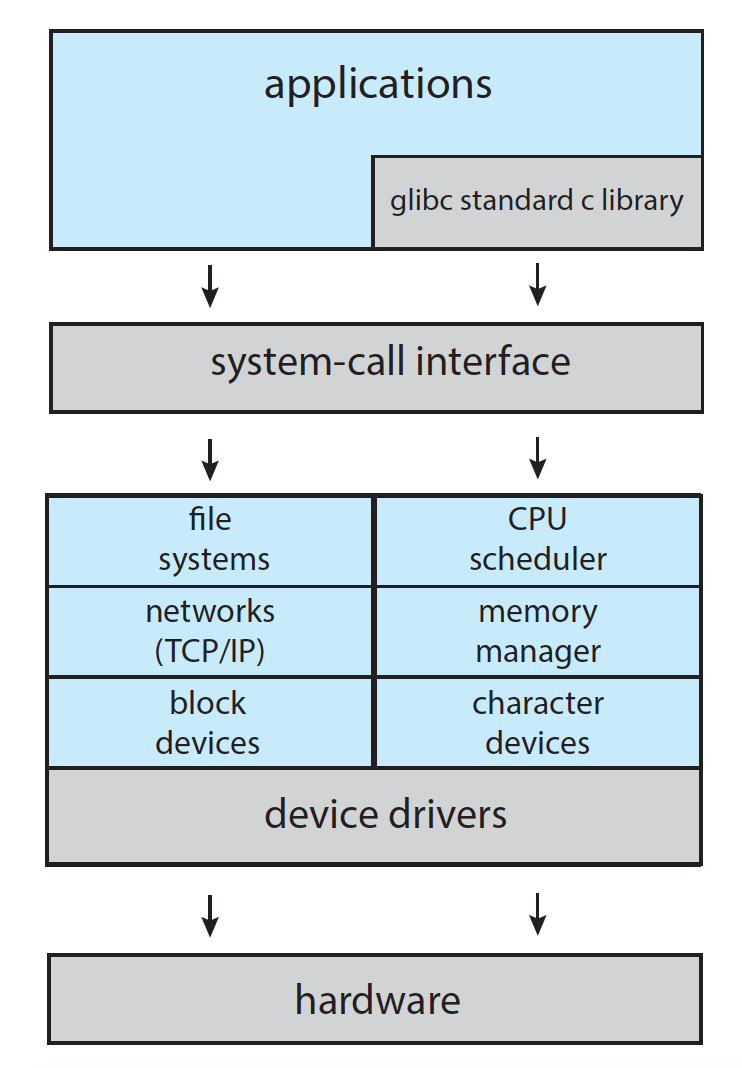 applications
glibc standard c library
system-call interface
file
systems
CPU
scheduler
networks
(TCP/IP)
memory
manager
block
devices
character
devices
device drivers
hardware